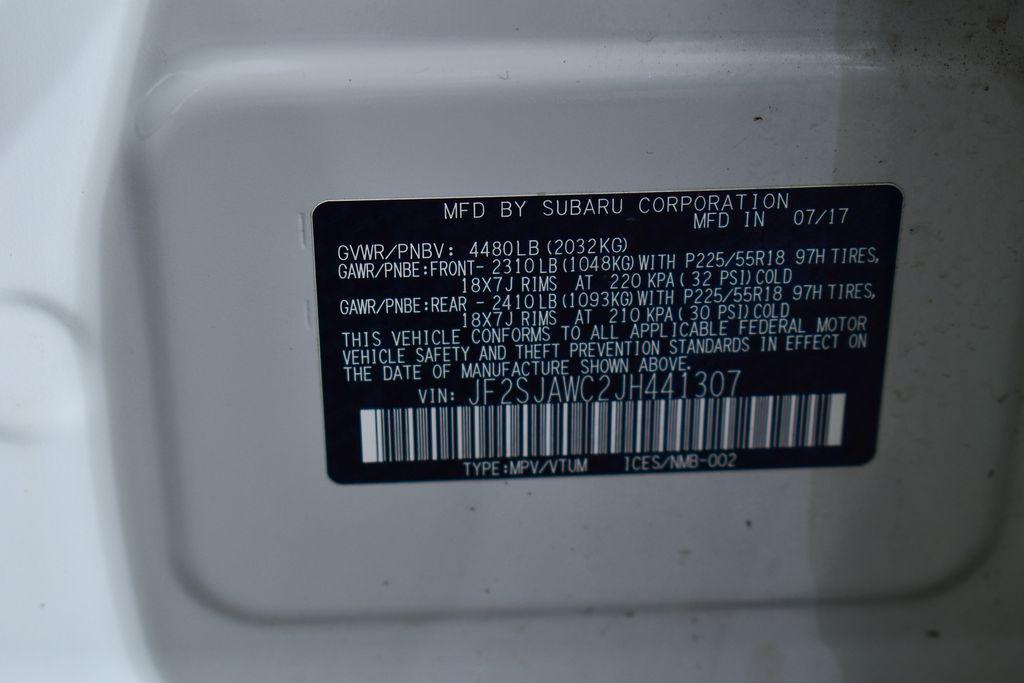 MFD BY SUBARU CORPORATION
MFD IN 07/17
GVWR/PNBV: 4480LB (2032KG)
GAWR/PNBE:FRONT- 2310LB (1048KG) WITH P225/55R18 97H TIRES,
18X7J RIMS AT 220 KPA ( 32 PSI) COLD
GAWR/PNBE:REAR - 2410LB (1093KG) WITH P225/55R18 97H TIRES,
18X7J RIMS AT 210 KPA ( 30 PSI) COLD
THIS VEHICLE CONFORMS TO ALL APPLICABLE FEDERAL MOTOR
VEHICLE SAFETY AND THEFT PREVENTION STANDARDS IN EFFECT ON
THE DATE OF MANUFACTURE SHOWN ABOVE.
VIN: JF2SJAWC2JH441307
TYPE:MPV/VTUM ICES/NMB-002